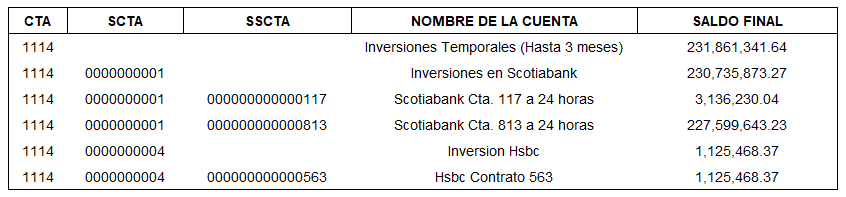 CTA SCTA SSCTA NOMBRE DE LA CUENTA SALDO FINAL
1114 Inversiones Temporales (Hasta 3 meses) 231,861,341.64
1114 0000000001 Inversiones en Scotiabank 230,735,873.27
1114 0000000001 000000000000117 Scotiabank Cta. 117 a 24 horas 3,136,230.04
1114 0000000001 000000000000813 Scotiabank Cta. 813 a 24 horas 227,599,643.23
1114 0000000004 Inversion Hsbc 1,125,468.37
1114 0000000004 000000000000563 Hsbc Contrato 563 1,125,468.37